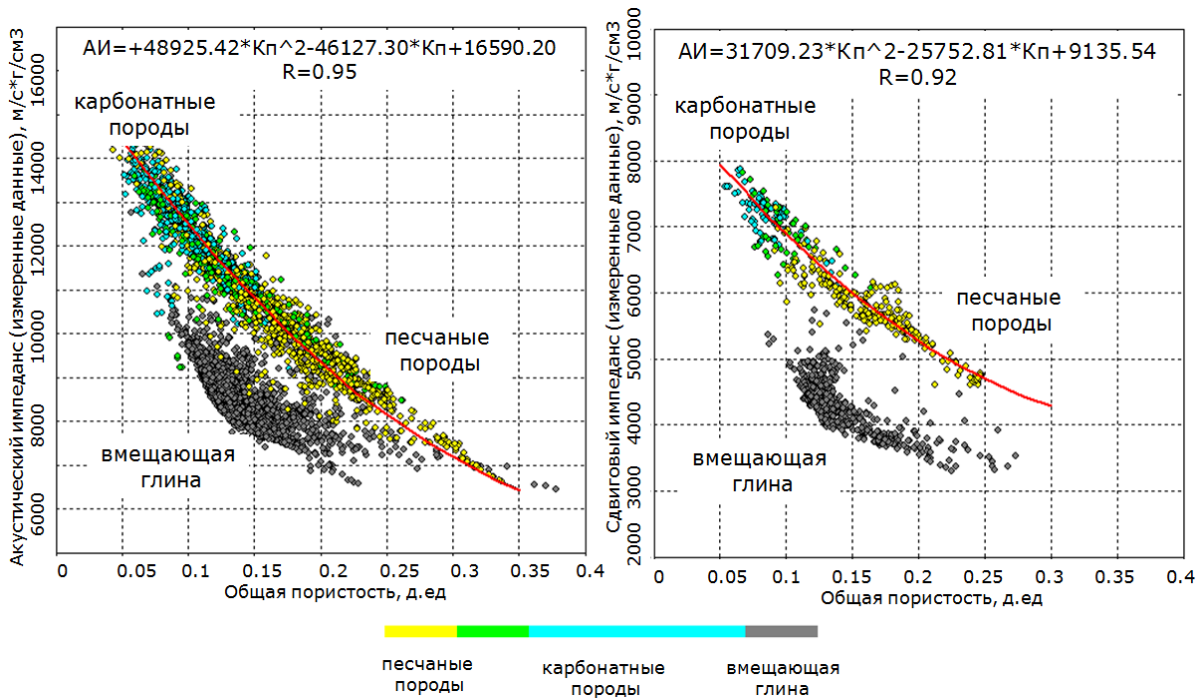 АИ=+48925.42*Кп^2-46127.30*Кп+16590.20
R=0.95
карбонатные
породы
песчаные
породы
вмещающая
глина
Акустический импеданс (измеренные данные), м/с*г/см3
16000
14000
12000
10000
8000
6000
0 0.05 0.1 0.15 0.2 0.25 0.3 0.35 0.4
Общая пористость, д.ед
АИ=31709.23*Кп^2-25752.81*Кп+9135.54
R=0.92
карбонатные
породы
песчаные
породы
вмещающая
глина
Сдвиговый импеданс (измеренные данные), м/с*г/см3
10000
9000
8000
7000
6000
5000
4000
3000
2000
0 0.05 0.1 0.15 0.2 0.25 0.3 0.35 0.4
Общая пористость, д.ед
песчаные
породы
карбонатные
породы
вмещающая
глина